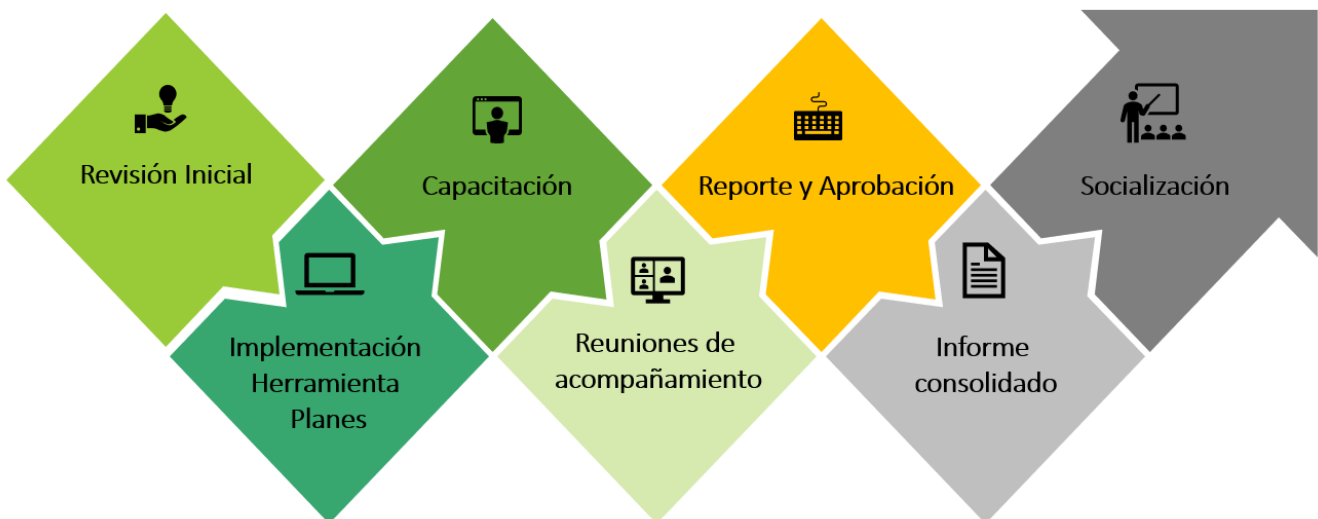 Revisión Inicial
Implementación
Herramienta
Planes
Capacitación
Reuniones de
acompañamiento
Reporte y Aprobación
Informe
consolidado
Socialización